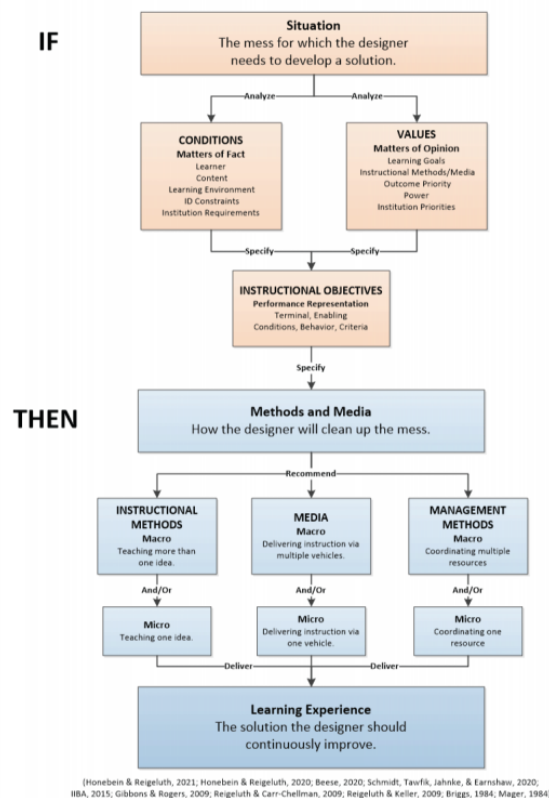 IF
Situation
The mess for which the designer
needs to develop a solution.
Analyze
Analyze
CONDITIONS
Matters of Fact
Learner
Content
Learning Environment
ID Constraints
Institution Requirements
VALUES
Matters of Opinion
Learning Goals
Instructional Methods/Media
Outcome Priority
Power
Institution Priorities
Specify
Specify
INSTRUCTIONAL OBJECTIVES
Performance Representation
Terminal, Enabling
Conditions, Behavior, Criteria
Specify
THEN
Methods and Media
How the designer will clean up the mess.
Recommend
INSTRUCTIONAL
METHODS
Macro
Teaching more than
one idea.
MEDIA
Macro
Delivering instruction via
multiple vehicles.
MANAGEMENT
METHODS
Macro
Coordinating multiple
resources
And/Or
And/Or
And/Or
Micro
Teaching one idea.
Micro
Delivering instruction via
one vehicle.
Micro
Coordinating one
resource
Deliver
Deliver
Learning Experience
The solution the designer should
continuously improve.
(Honebein & Reigeluth, 2021; Honebein & Reigeluth, 2020; Beese, 2020; Schmidt, Tawfik, Jahnke, & Earnshaw, 2020;
IIBA, 2015; Gibbons & Rogers, 2009; Reigeluth & Carr-Chellman, 2009; Reigeluth & Keller, 2009; Briggs, 1984; Mager, 1984